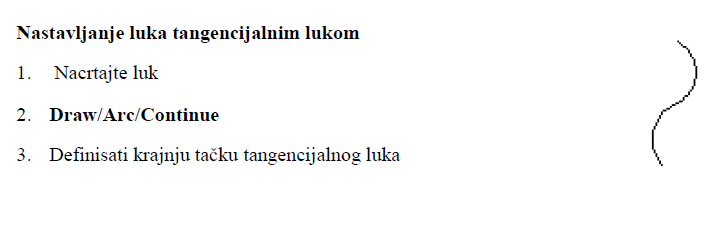 Nastavljanje luka tangencijalnim lukom
1. Nacrtajte luk
2. Draw/Arc/Continue
3. Definisati krajnju tačku tangencijalnog luka